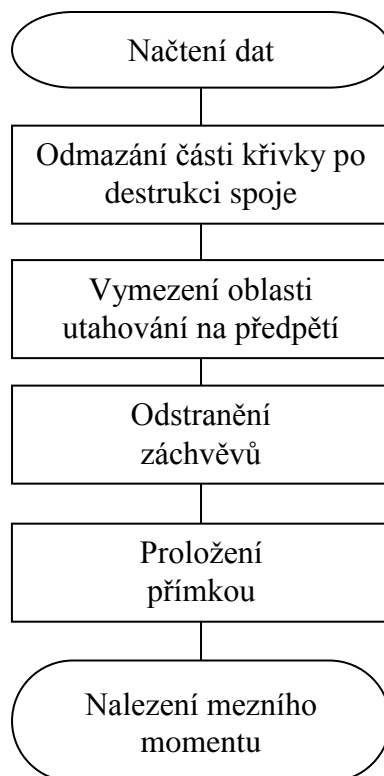 Načtení dat
Odmazání části křivky po
destrukci spoje
Vymezení oblasti
utahování na předpětí
Odstranění
záchvěvů
Proložení
přímkou
Nalezení mezního
momentu